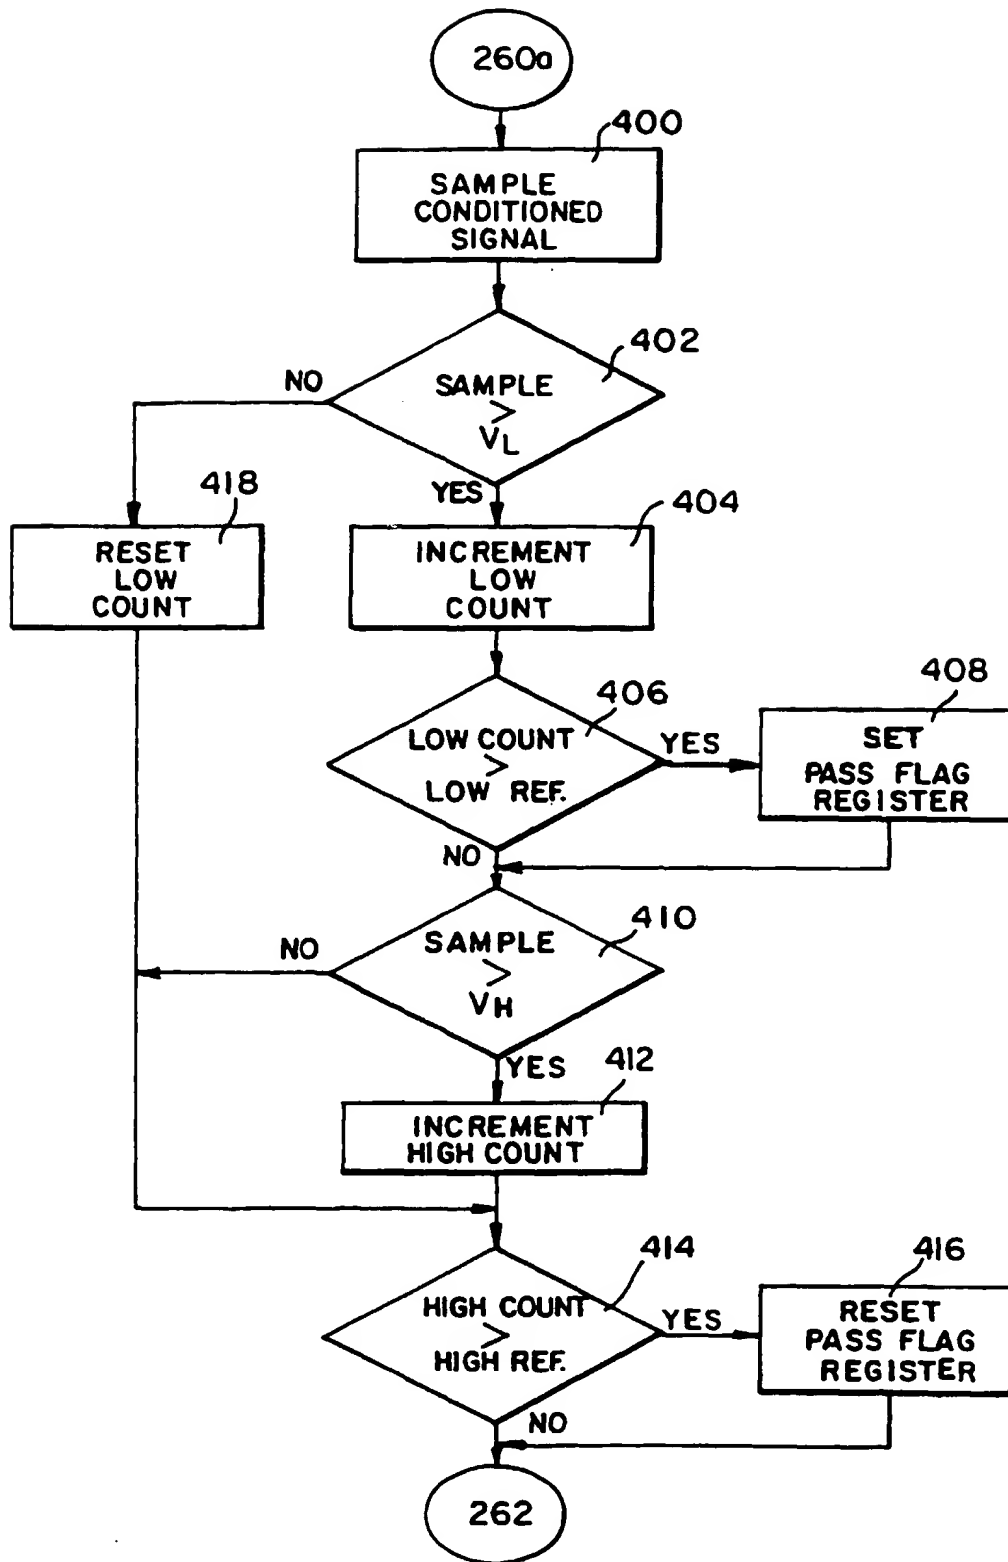 260a
400
SAMPLE
CONDITIONED
SIGNAL
402
NO
SAMPLE
>
VL
YES
418
404
RESET
LOW
COUNT
INCREMENT
LOW
COUNT
406
408
LOW COUNT
>
LOW REF.
YES
SET
PASS FLAG
REGISTER
NO
410
NO
SAMPLE
>
VH
YES
412
INCREMENT
HIGH COUNT
414
416
HIGH COUNT
>
HIGH REF.
YES
RESET
PASS FLAG
REGISTER
NO
262